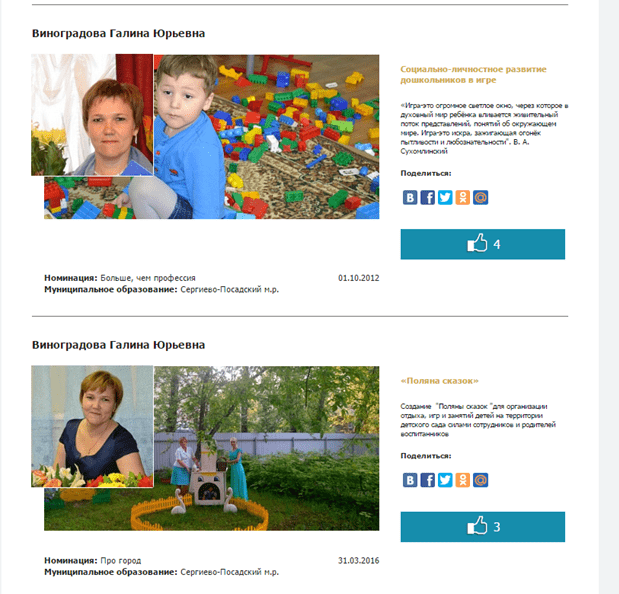 Виноградова Галина Юрьевна
Социально-личностное развитие
дошкольников в игре
«Игра-это огромное светлое окно, через которое в
духовный мир ребёнка вливается живительный
поток представлений, понятий об окружающем
мире. Игра-это искра, зажигающая огонёк
пытливости и любознательности". В. А.
Сухомлинский
Поделиться:
4
Номинация: Больше, чем профессия 01.10.2012
Муниципальное образование: Сергиево-Посадский м.р.
Виноградова Галина Юрьевна
«Поляна сказок»
Создание "Поляны сказок "для организации
отдыха, игр и занятий детей на территории
детского сада силами сотрудников и родителей
воспитанников
Поделиться:
3
Номинация: Про город 31.03.2016
Муниципальное образование: Сергиево-Посадский м.р.